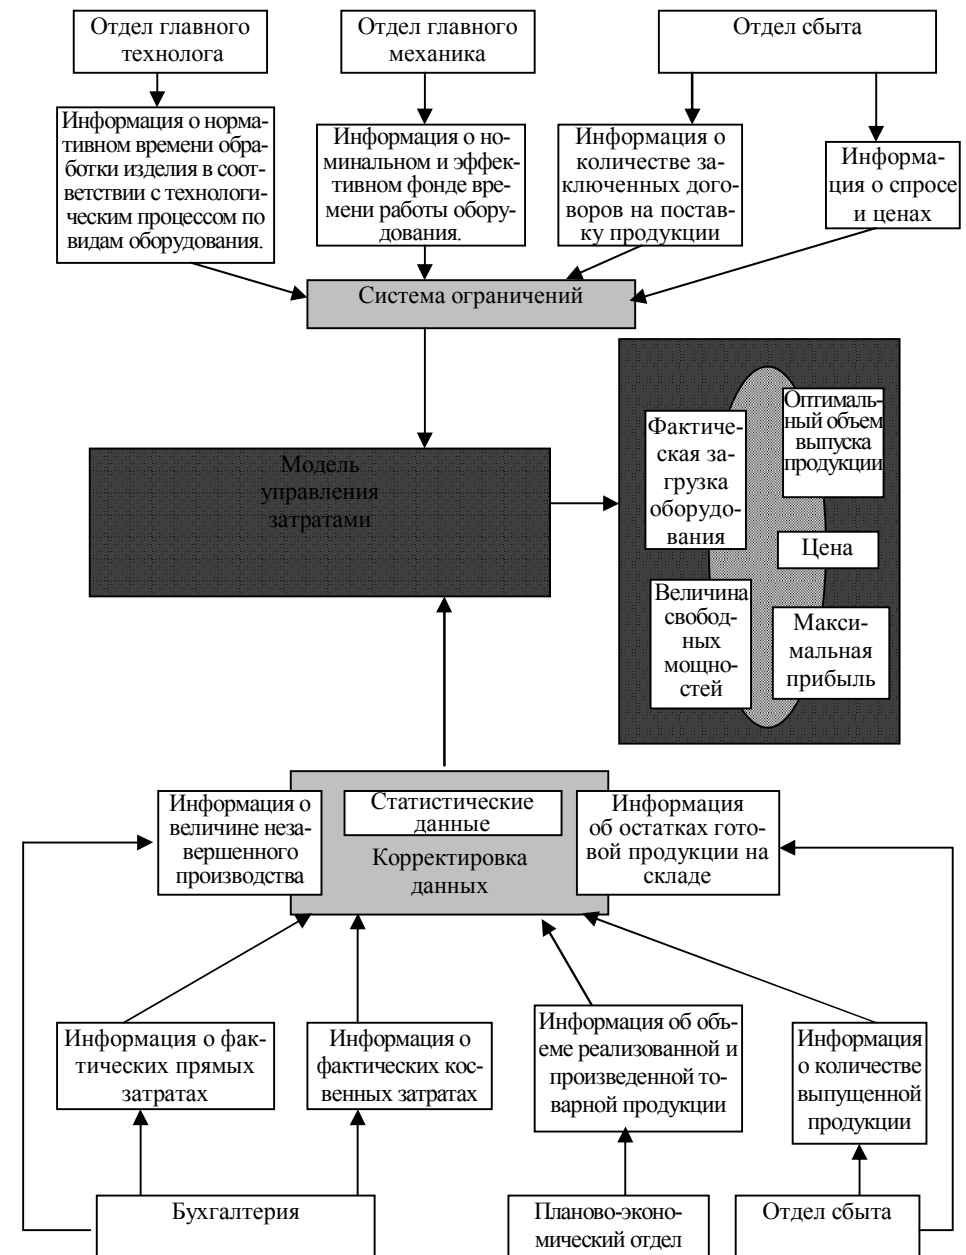 Отдел главного
технолога
Отдел главного
механика
Отдел сбыта
Информация о норма-
тивном времени обра-
ботки изделия в соот-
ветствии с технологи-
ческим процессом по
видам оборудования.
Информация о но-
минальном и эффек-
тивном фонде вре-
мени работы обору-
дования.
Информация о
количестве за-
ключенных дого-
воров на постав-
ку продукции
Информа-
ция о спросе
и ценах
Система ограничений
Модель
управления
затратами
Фактиче-
ская за-
грузка
оборудо-
вания
Оптималь-
ный объем
выпуска
продукции
Цена
Величина
свобод-
ных
мощно-
стей
Макси-
мальная
прибыль
Информация о
величине неза-
вершенного
производства
Статистические
данные
Корректировка
данных
Информация
об остатках гото-
вой продукции на
складе
Информация о фак-
тических прямых
затратах
Информация о
фактических кос-
венных затратах
Информация об объ-
еме реализованной и
произведенной то-
варной продукции
Информация
о количестве
выпущенной
продукции
Бухгалтерия
Планово-эконо-
мический отдел
Отдел сбыта